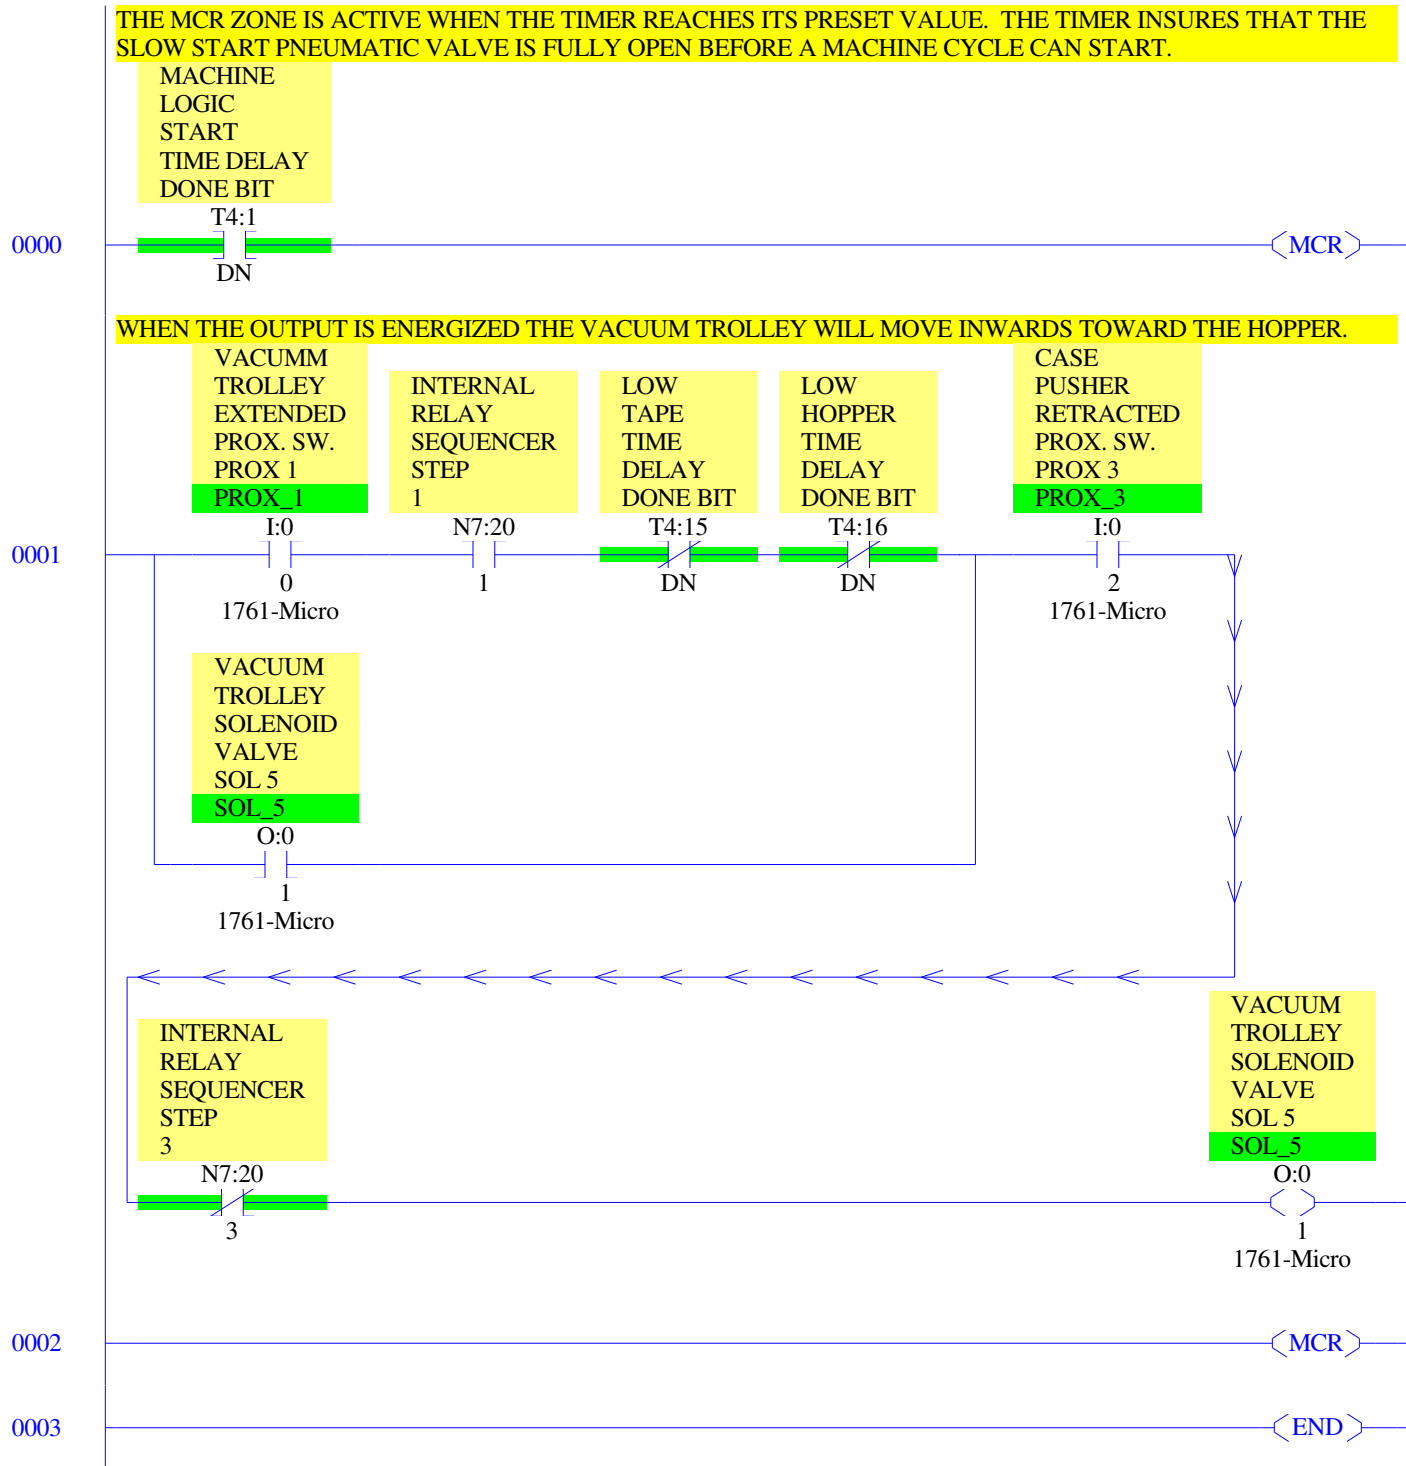 THE MCR ZONE IS ACTIVE WHEN THE TIMER REACHES ITS PRESET VALUE.  THE TIMER INSURES THAT THE
SLOW START PNEUMATIC VALVE IS FULLY OPEN BEFORE A MACHINE CYCLE CAN START.
MACHINE
LOGIC
START
TIME DELAY
DONE BIT
T4:1
0000
MCR
DN
WHEN THE OUTPUT IS ENERGIZED THE VACUUM TROLLEY WILL MOVE INWARDS TOWARD THE HOPPER.
VACUMM
TROLLEY
EXTENDED
PROX. SW.
PROX 1
PROX_1
I:0
0
1761-Micro
INTERNAL
RELAY
SEQUENCER
STEP
1
N7:20
1
LOW
TAPE
TIME
DELAY
DONE BIT
T4:15
DN
LOW
HOPPER
TIME
DELAY
DONE BIT
T4:16
DN
CASE
PUSHER
RETRACTED
PROX. SW.
PROX 3
PROX_3
I:0
2
1761-Micro
0001
VACUUM
TROLLEY
SOLENOID
VALVE
SOL 5
SOL_5
O:0
1
1761-Micro
INTERNAL
RELAY
SEQUENCER
STEP
3
N7:20
3
VACUUM
TROLLEY
SOLENOID
VALVE
SOL 5
SOL_5
O:0
1
1761-Micro
0002
MCR
0003
END